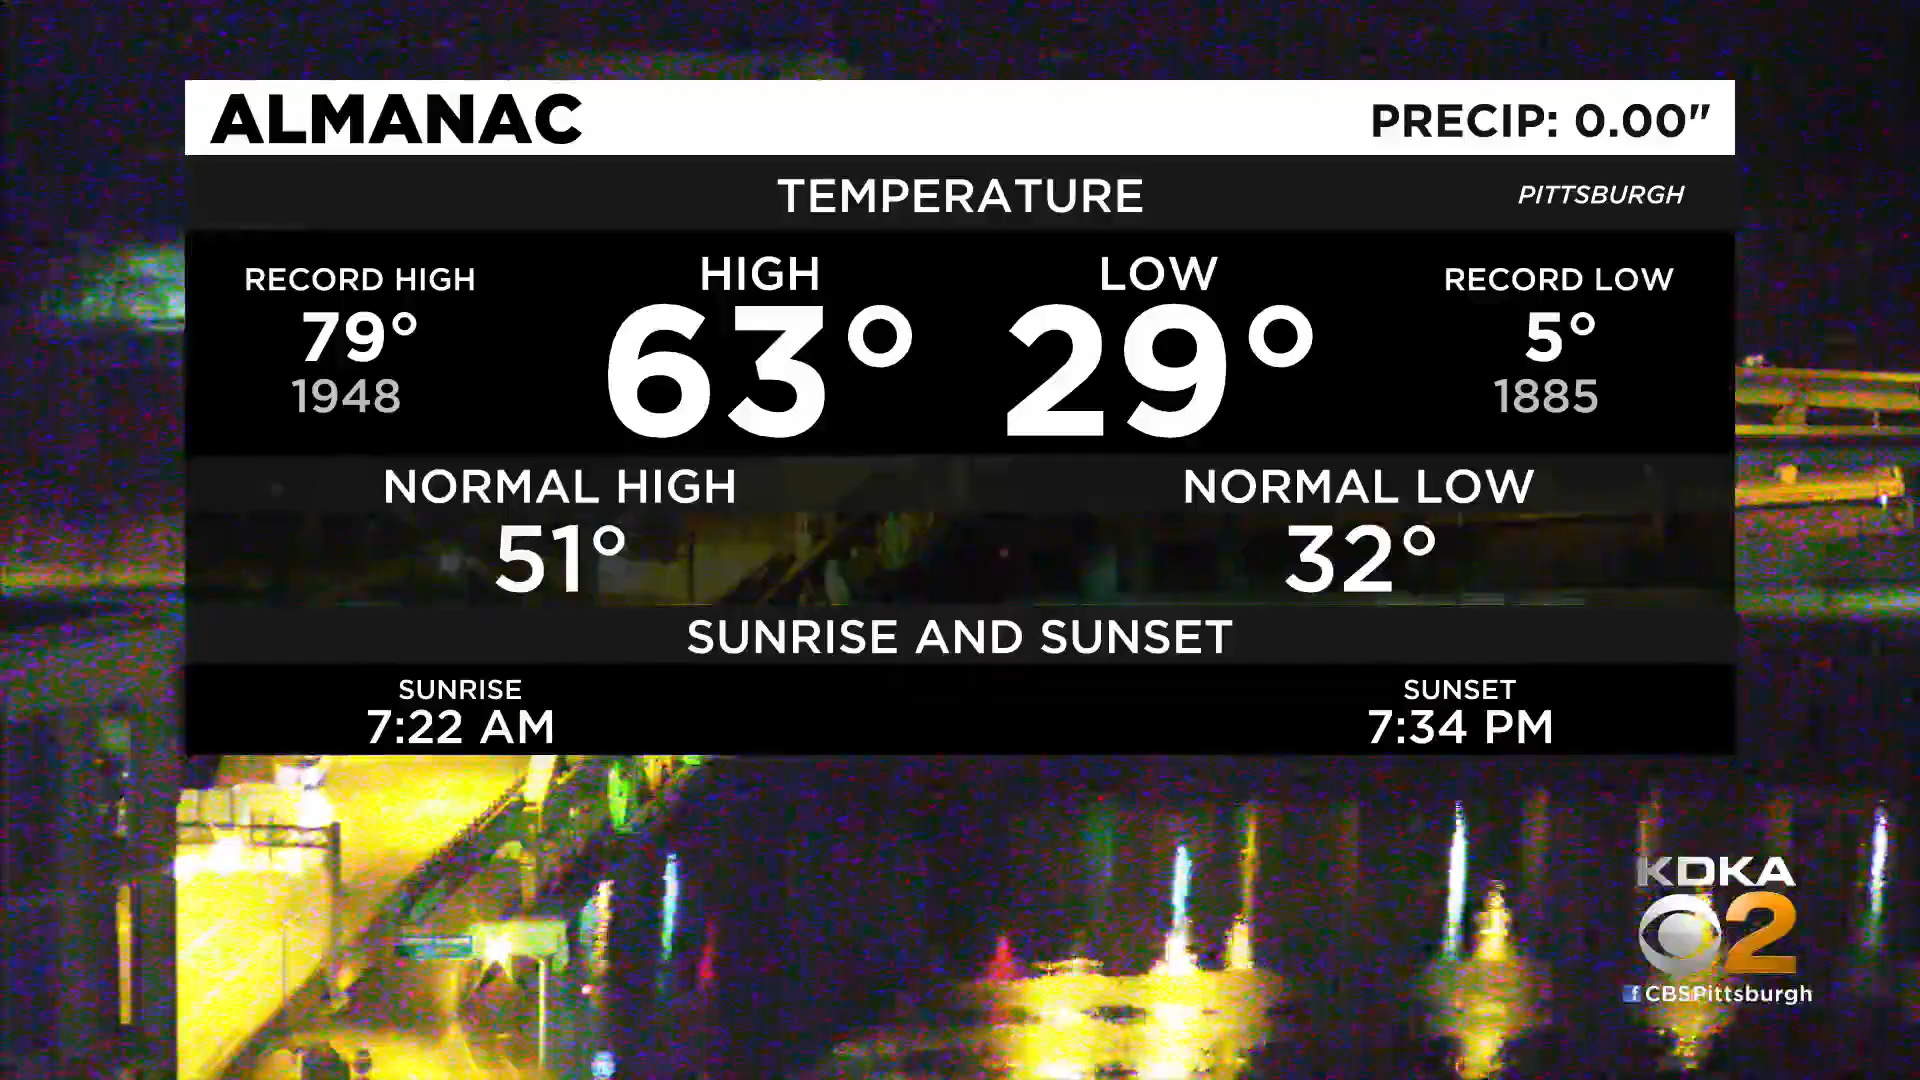 ALMANAC
PRECIP: 0.00"
TEMPERATURE
PITTSBURGH
RECORD HIGH
79°
1948
HIGH
63°
LOW
29°
RECORD LOW
5°
1885
NORMAL HIGH
51°
NORMAL LOW
32°
SUNRISE AND SUNSET
SUNRISE
7:22 AM
SUNSET
7:34 PM
KDKA
2
f CBSPittsburgh